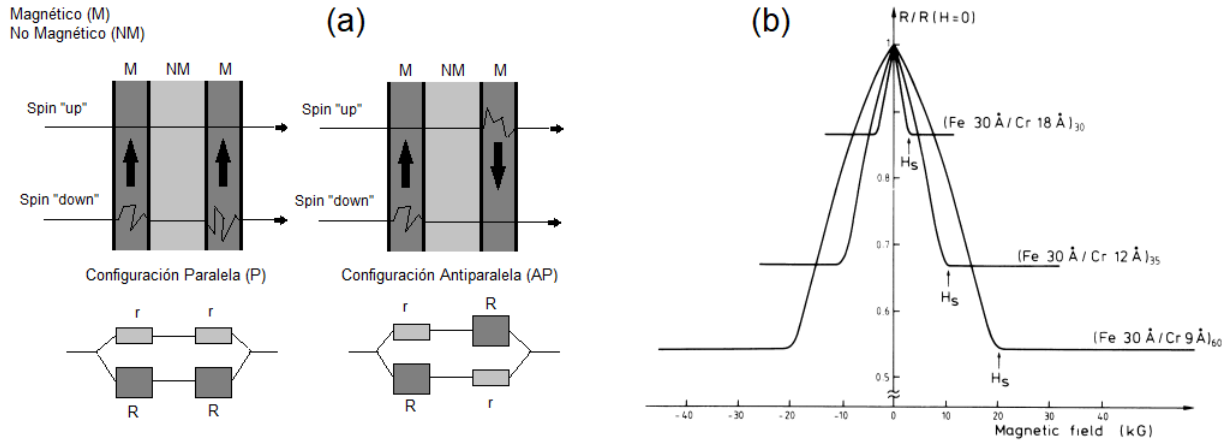 Magnético (M)
No Magnético (NM)
(a)
M NM M
M NM M
Spin "up"
Spin "down"
Spin "up"
Spin "down"
Configuración Paralela (P)
Configuración Antiparalela (AP)
r r
R R
r R
R r
(b)
R/R(H=0)
1
0.8
0.7
0.6
0.5
(Fe 30 Å/Cr 18 Å)30
Hs
(Fe 30 Å/Cr 12 Å)35
Hs
(Fe 30 Å/Cr 9 Å)60
Hs
-40 -30 -20 -10 0 10 20 30 40
Magnetic field (kG)